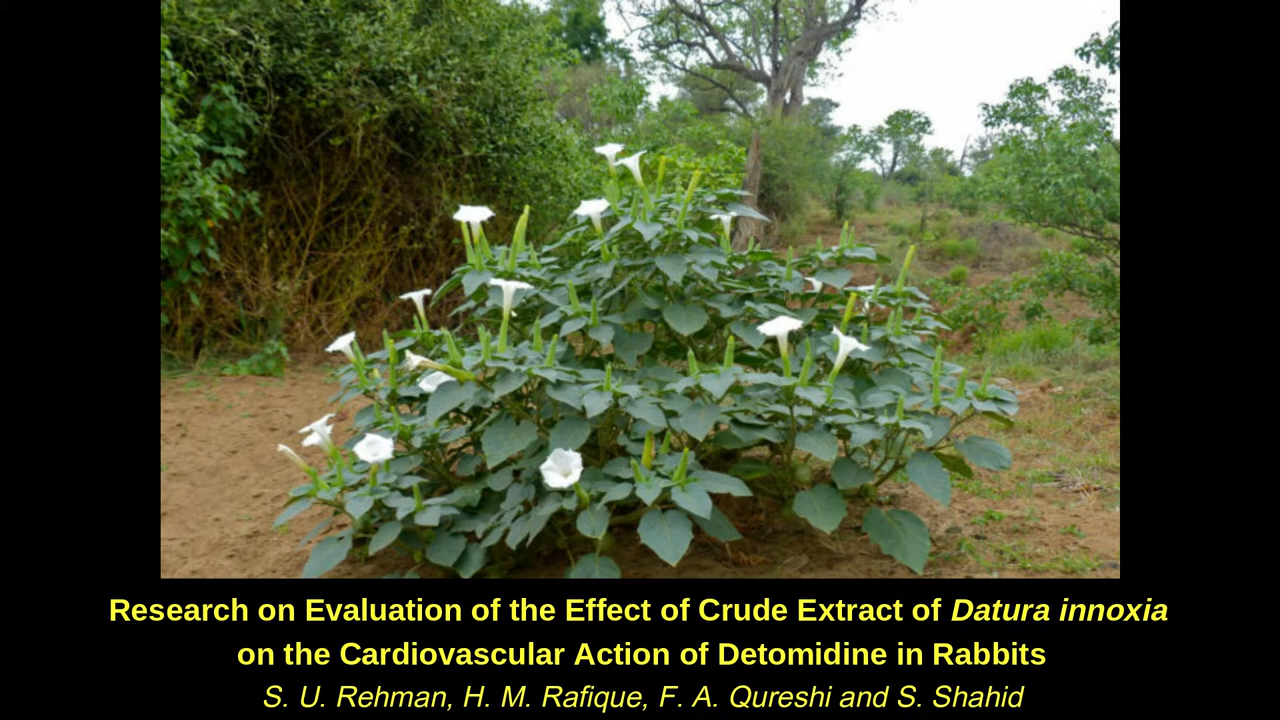 Research on Evaluation of the Effect of Crude Extract of Datura innoxia
on the Cardiovascular Action of Detomidine in Rabbits
S. U. Rehman, H. M. Rafique, F. A. Qureshi and S. Shahid